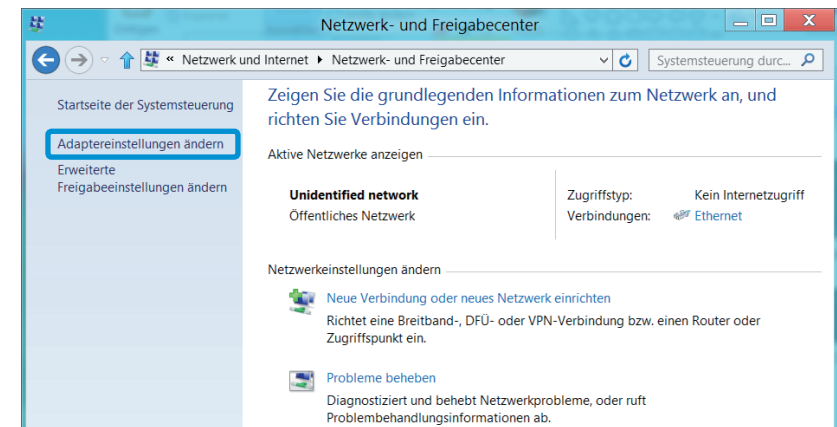 Netzwerk- und Freigabecenter
« Netzwerk und Internet ▸ Netzwerk- und Freigabecenter
Systemsteuerung durc...
Startseite der Systemsteuerung
Adaptereinstellungen ändern
Erweiterte
Freigabeeinstellungen ändern
Zeigen Sie die grundlegenden Informationen zum Netzwerk an, und
richten Sie Verbindungen ein.
Aktive Netzwerke anzeigen
Unidentified network
Öffentliches Netzwerk
Zugriffstyp: Kein Internetzugriff
Verbindungen: Ethernet
Netzwerkeinstellungen ändern
Neue Verbindung oder neues Netzwerk einrichten
Richtet eine Breitband-, DFÜ- oder VPN-Verbindung bzw. einen Router oder
Zugriffspunkt ein.
Probleme beheben
Diagnostiziert und behebt Netzwerkprobleme, oder ruft
Problembehandlungsinformationen ab.